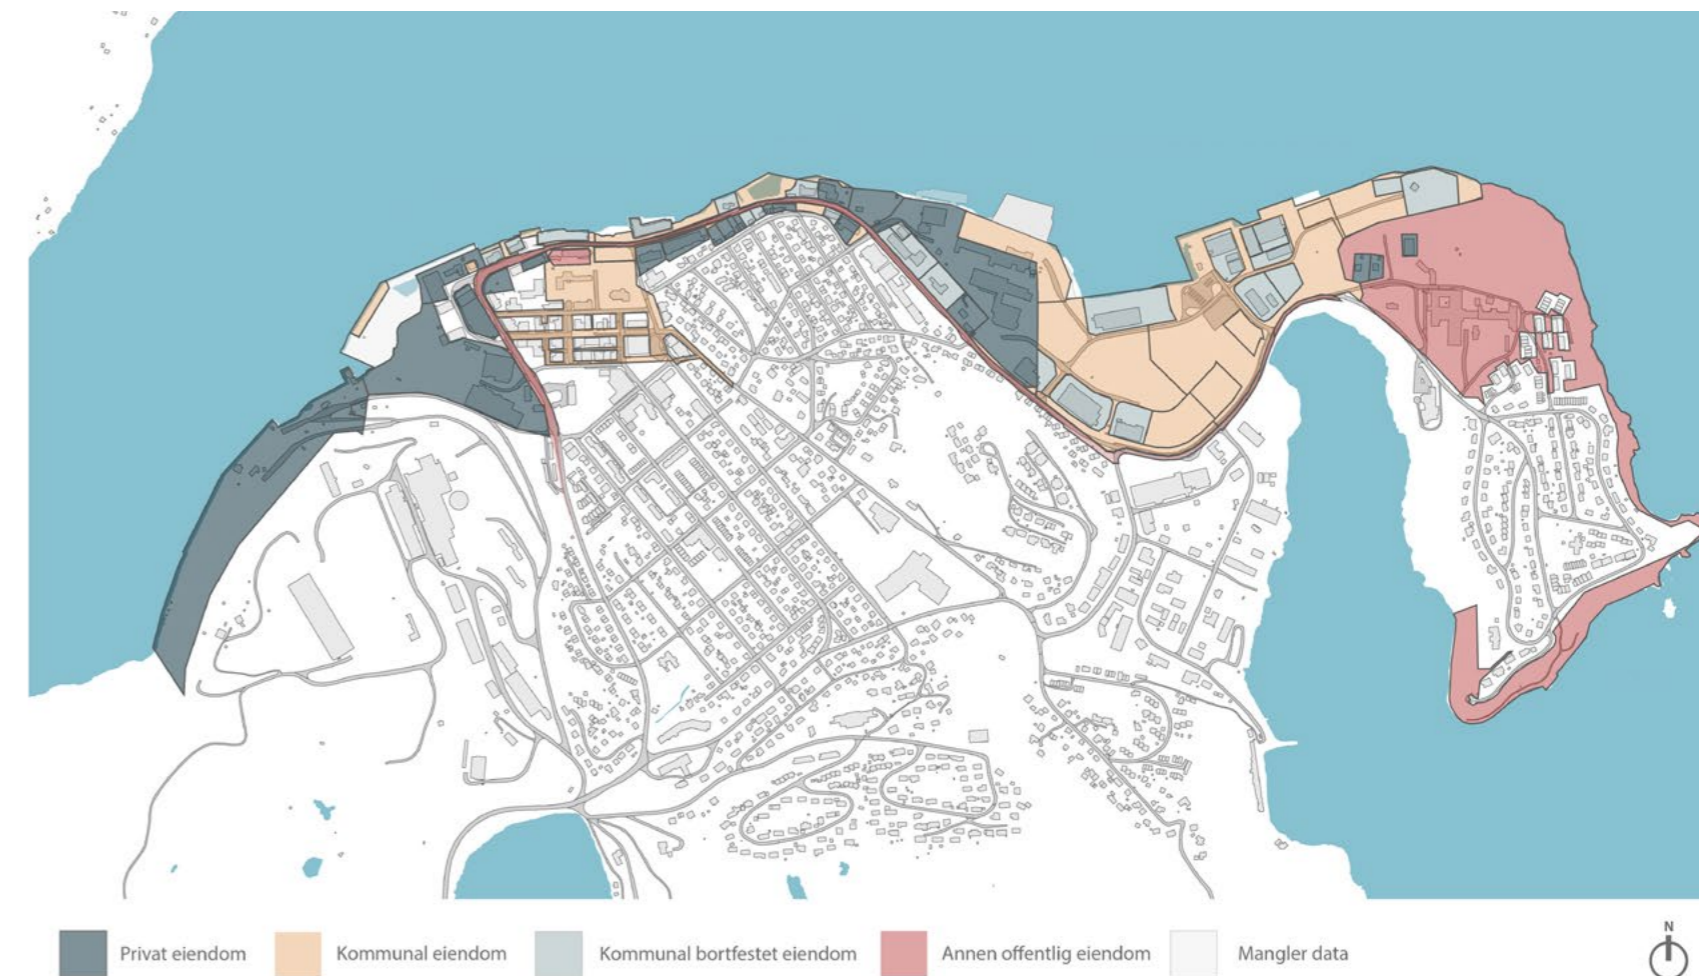 Privat eiendom
Kommunal eiendom
Kommunal bortfestet eiendom
Annen offentlig eiendom
Mangler data
N